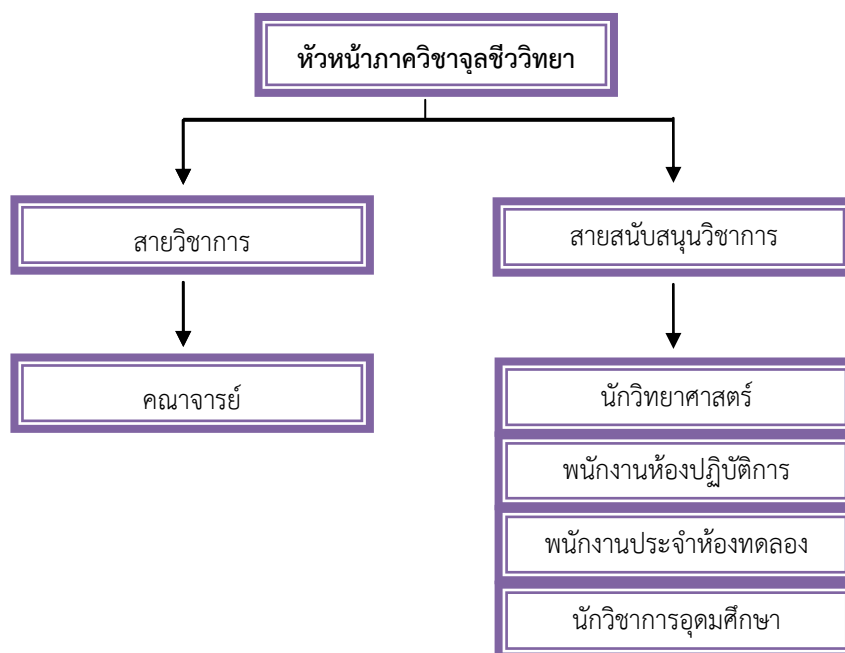 หัวหน้าภาควิชาจุลชีววิทยา
สายวิชาการ
สายสนับสนุนวิชาการ
คณาจารย์
นักวิทยาศาสตร์
พนักงานห้องปฏิบัติการ
พนักงานประจำห้องทดลอง
นักวิชาการอุดมศึกษา